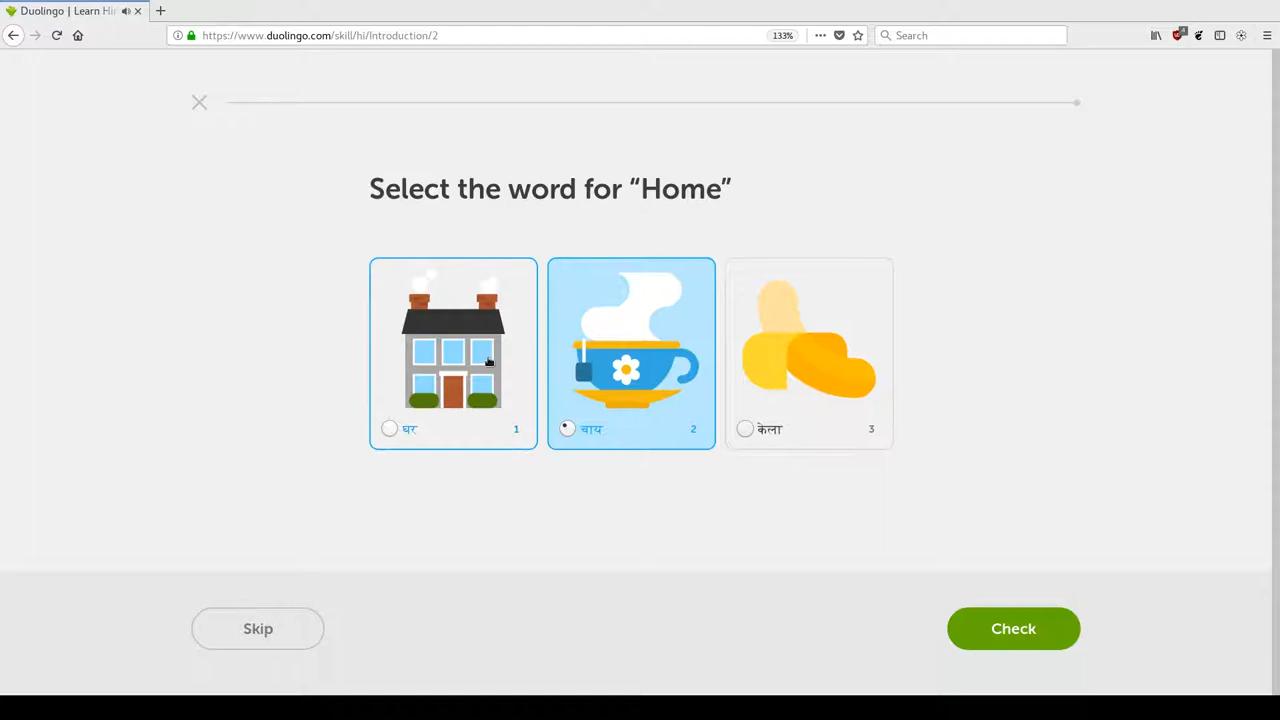 Duolingo | Learn Hi
https://www.duolingo.com/skill/hi/Introduction/2
133%
Search
Select the word for “Home”
घर 1
चाय 2
केला 3
Skip
Check